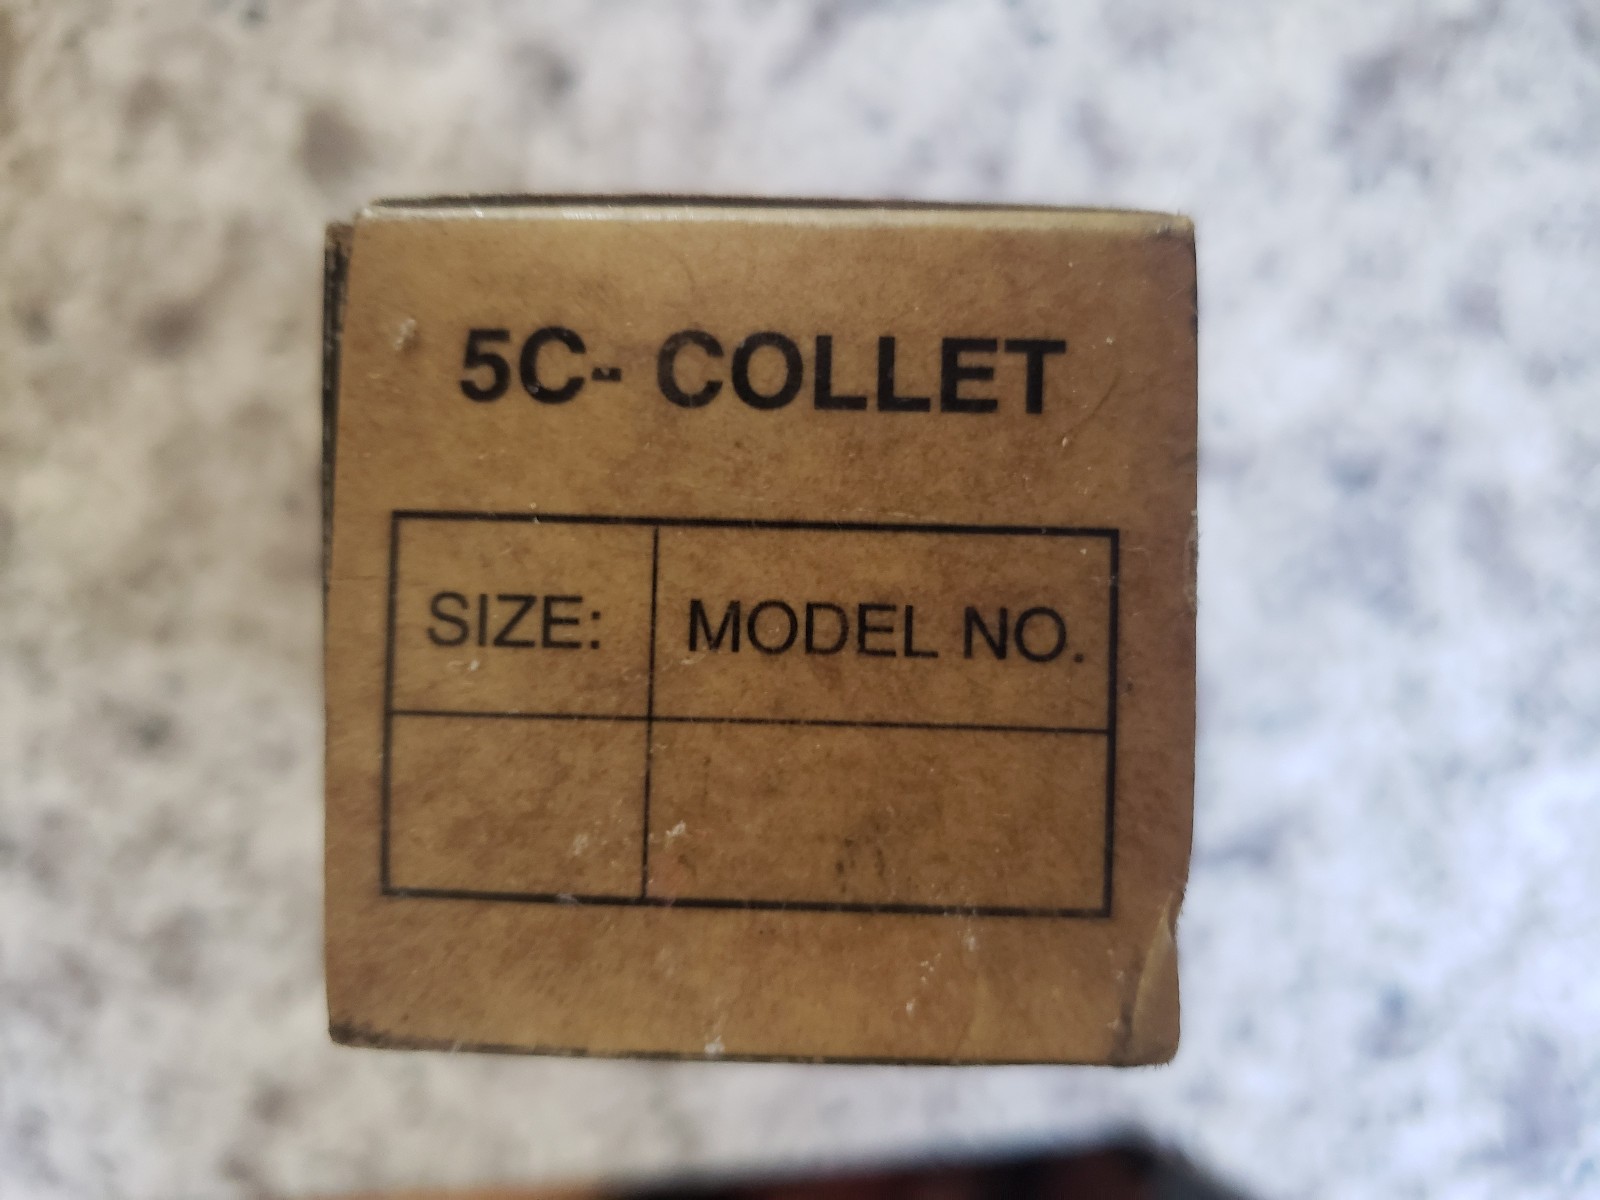 5C- COLLET
SIZE: MODEL NO.